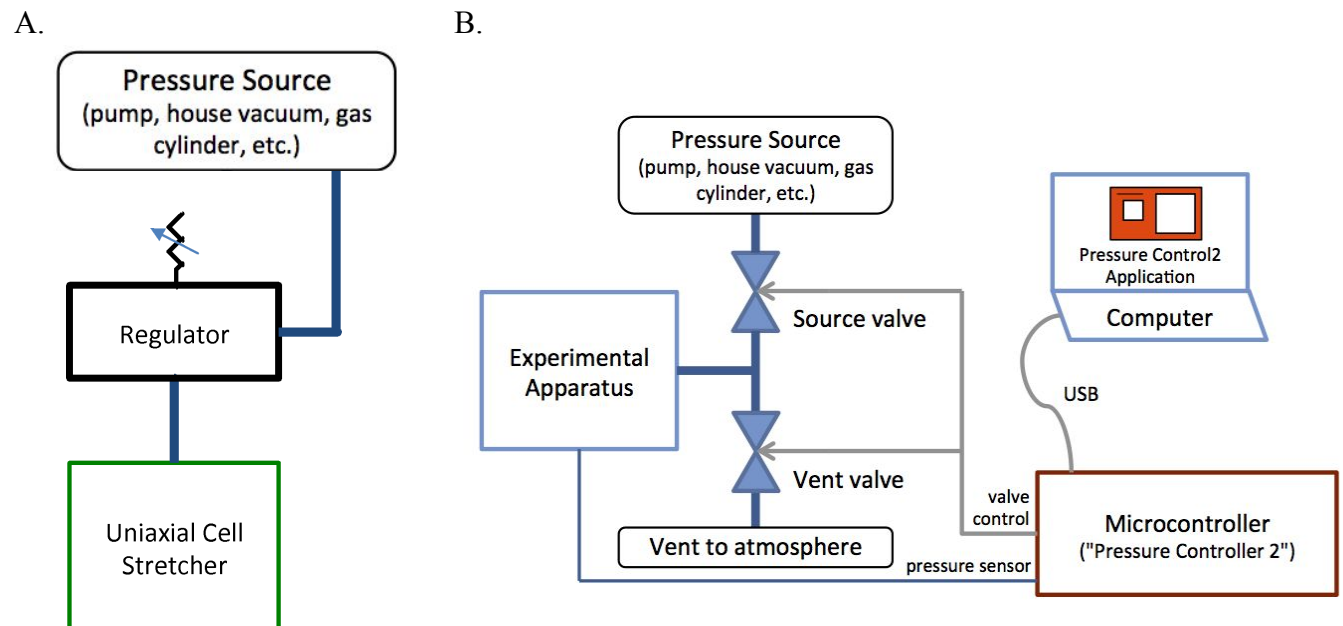 A.
Pressure Source
(pump, house vacuum, gas
cylinder, etc.)
Regulator
Uniaxial Cell
Stretcher
B.
Pressure Source
(pump, house vacuum, gas
cylinder, etc.)
Source valve
Experimental
Apparatus
Vent valve
Vent to atmosphere
Pressure Control2
Application
Computer
USB
valve
control
pressure sensor
Microcontroller
("Pressure Controller 2")